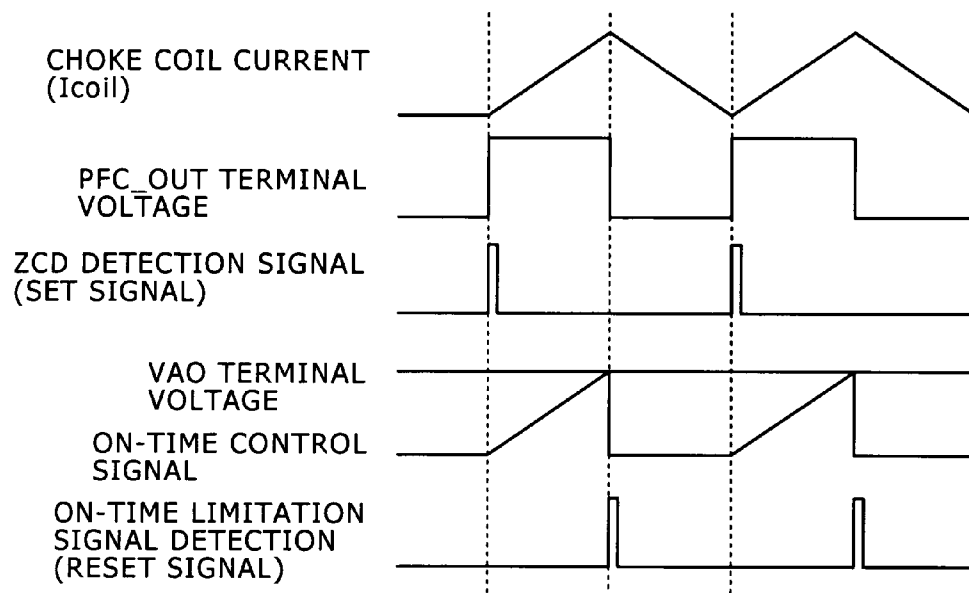 CHOKE COIL CURRENT
(Icoil)
PFC_OUT TERMINAL
VOLTAGE
ZCD DETECTION SIGNAL
(SET SIGNAL)
VAO TERMINAL
VOLTAGE
ON-TIME CONTROL
SIGNAL
ON-TIME LIMITATION
SIGNAL DETECTION
(RESET SIGNAL)